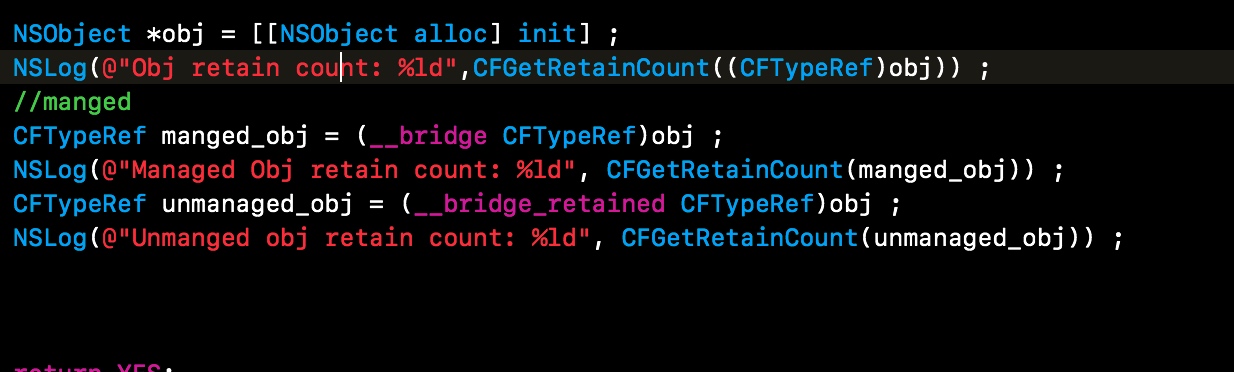 NSObject *obj = [[NSObject alloc] init] ;
NSLog(@"Obj retain count: %ld",CFGetRetainCount((CFTypeRef)obj)) ;
//manged
CFTypeRef manged_obj = (__bridge CFTypeRef)obj ;
NSLog(@"Managed Obj retain count: %ld", CFGetRetainCount(manged_obj)) ;
CFTypeRef unmanaged_obj = (__bridge_retained CFTypeRef)obj ;
NSLog(@"Unmanged obj retain count: %ld", CFGetRetainCount(unmanaged_obj)) ;
return YES;